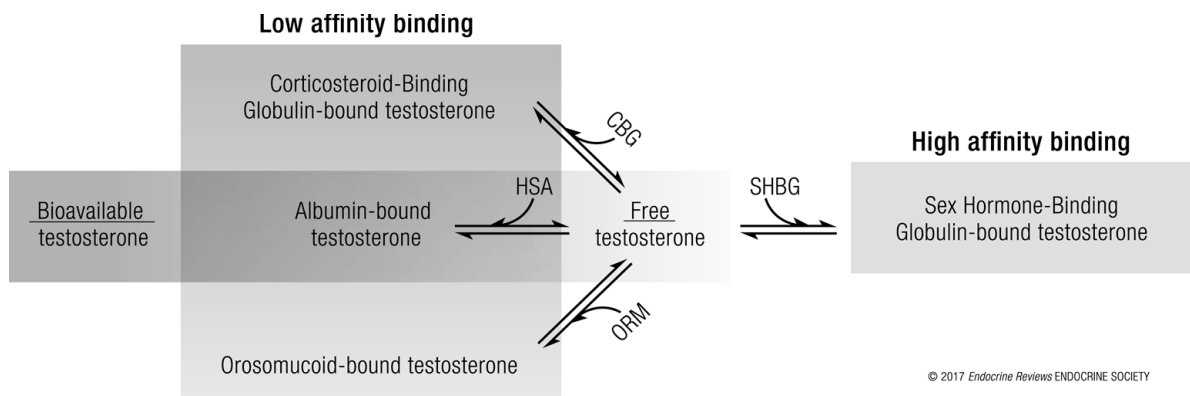 Low affinity binding
Corticosteroid-Binding
Globulin-bound testosterone
CBG
High affinity binding
Bioavailable
testosterone
Albumin-bound
testosterone
HSA
Free
testosterone
SHBG
Sex Hormone-Binding
Globulin-bound testosterone
ORM
Orosomucoid-bound testosterone
© 2017 Endocrine Reviews ENDOCRINE SOCIETY